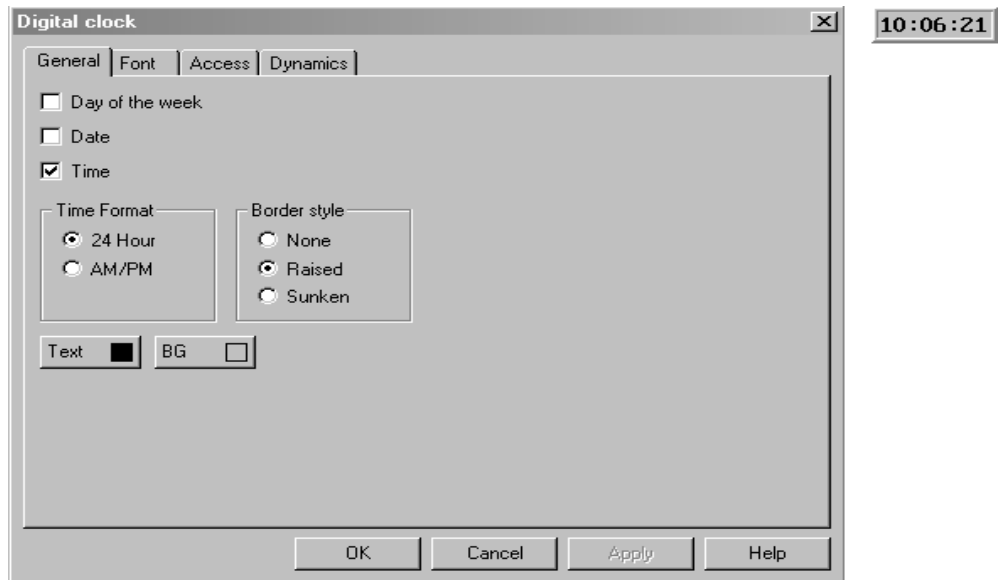 Digital clock
10:06:21
General Font Access Dynamics
Day of the week
Date
Time
Time Format Border style
24 Hour None
AM/PM Raised
Sunken
Text BG
OK Cancel Apply Help